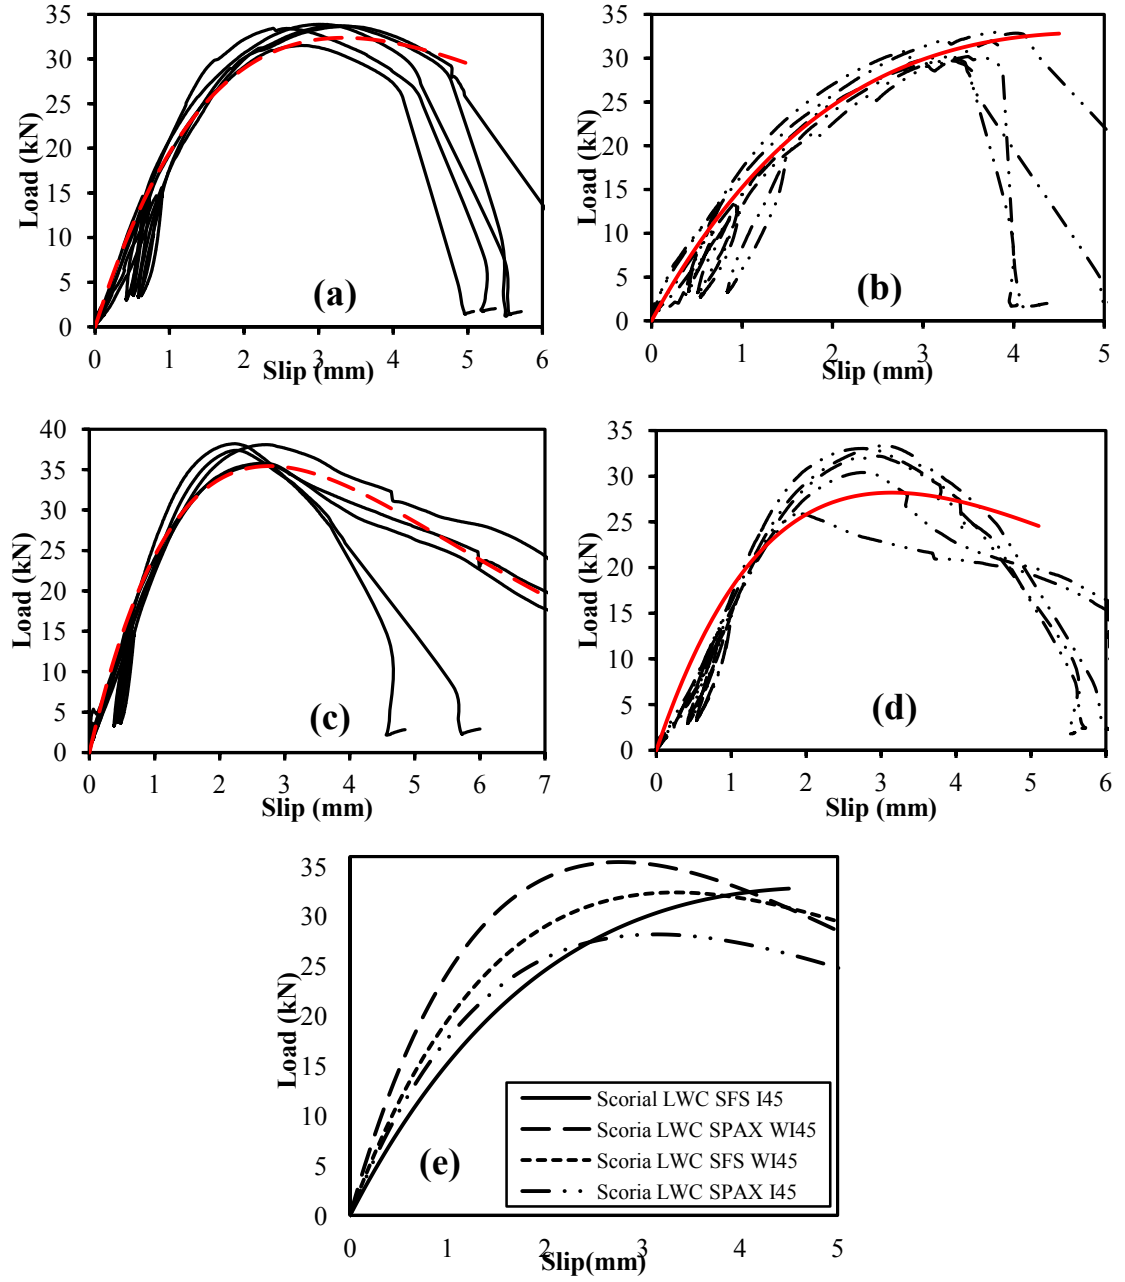 35
30
25
20
15
10
5
0
Load (kN)
(a)
0 1 2 3 4 5 6
Slip (mm)
35
30
25
20
15
10
5
0
Load (kN)
(b)
0 1 2 3 4 5
Slip (mm)
40
35
30
25
20
15
10
5
0
Load (kN)
(c)
0 1 2 3 4 5 6 7
Slip (mm)
35
30
25
20
15
10
5
0
Load (kN)
(d)
0 1 2 3 4 5 6
Slip (mm)
35
30
25
20
15
10
5
0
Load (kN)
(e)
Scorial LWC SFS I45
Scoria LWC SPAX WI45
Scoria LWC SFS WI45
Scoria LWC SPAX I45
0 1 2 3 4 5
Slip(mm)